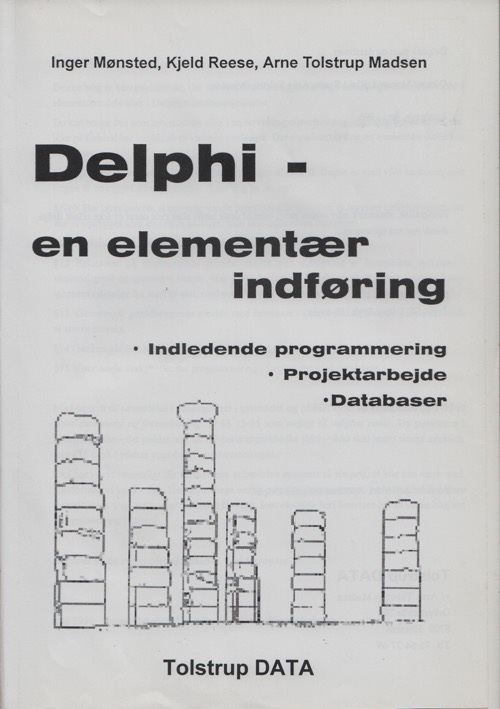 Inger Mønsted, Kjeld Reese, Arne Tolstrup Madsen
Delphi -
en elementær
indføring
• Indledende programmering
• Projektarbejde
•Databaser
Tolstrup DATA